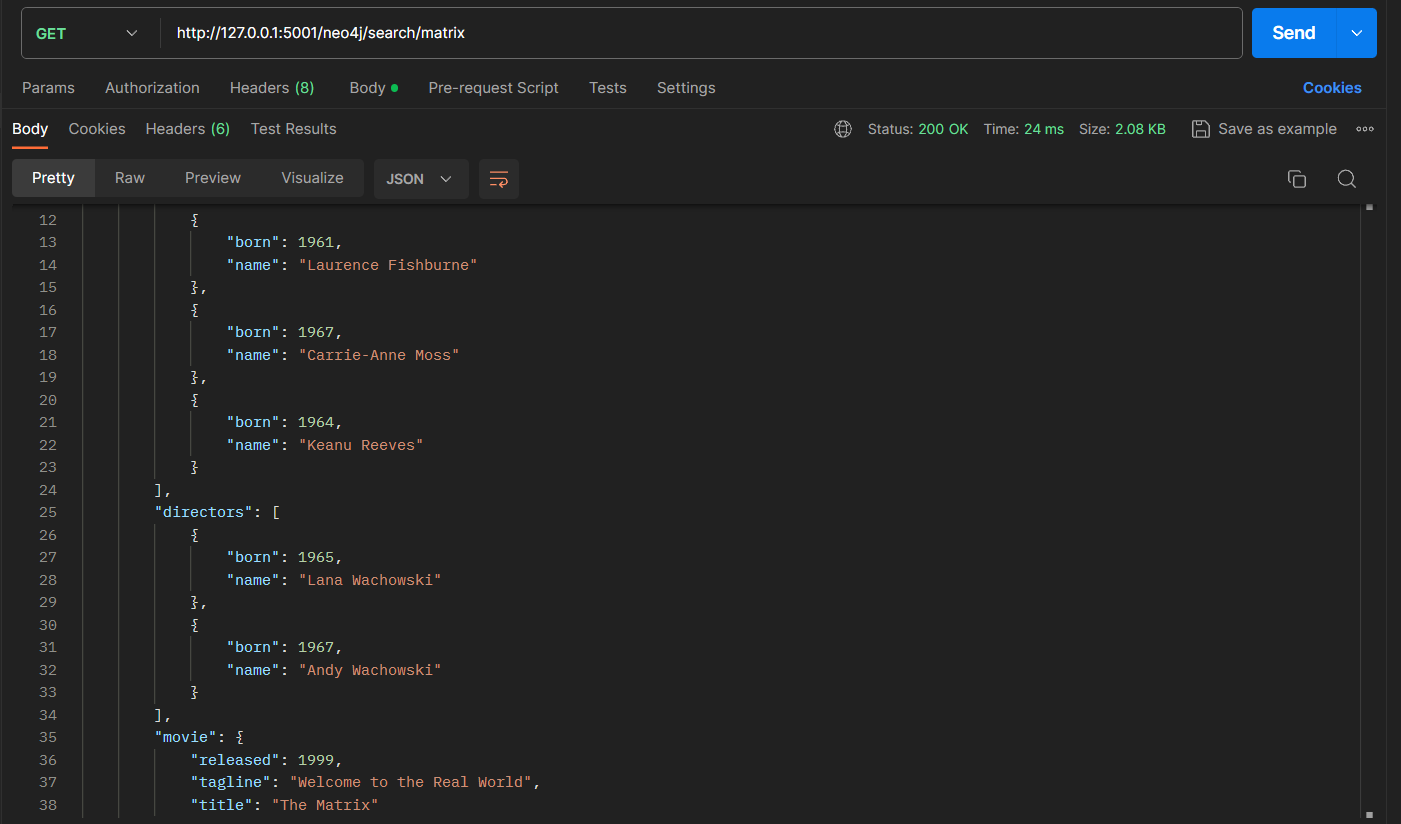 GET http://127.0.0.1:5001/neo4j/search/matrix Send
Params Authorization Headers (8) Body Pre-request Script Tests Settings Cookies
Body Cookies Headers (6) Test Results Status: 200 OK Time: 24 ms Size: 2.08 KB Save as example
Pretty Raw Preview Visualize JSON
12 {
13 "born": 1961,
14 "name": "Laurence Fishburne"
15 },
16 {
17 "born": 1967,
18 "name": "Carrie-Anne Moss"
19 },
20 {
21 "born": 1964,
22 "name": "Keanu Reeves"
23 }
24 ],
25 "directors": [
26 {
27 "born": 1965,
28 "name": "Lana Wachowski"
29 },
30 {
31 "born": 1967,
32 "name": "Andy Wachowski"
33 }
34 ],
35 "movie": {
36 "released": 1999,
37 "tagline": "Welcome to the Real World",
38 "title": "The Matrix"